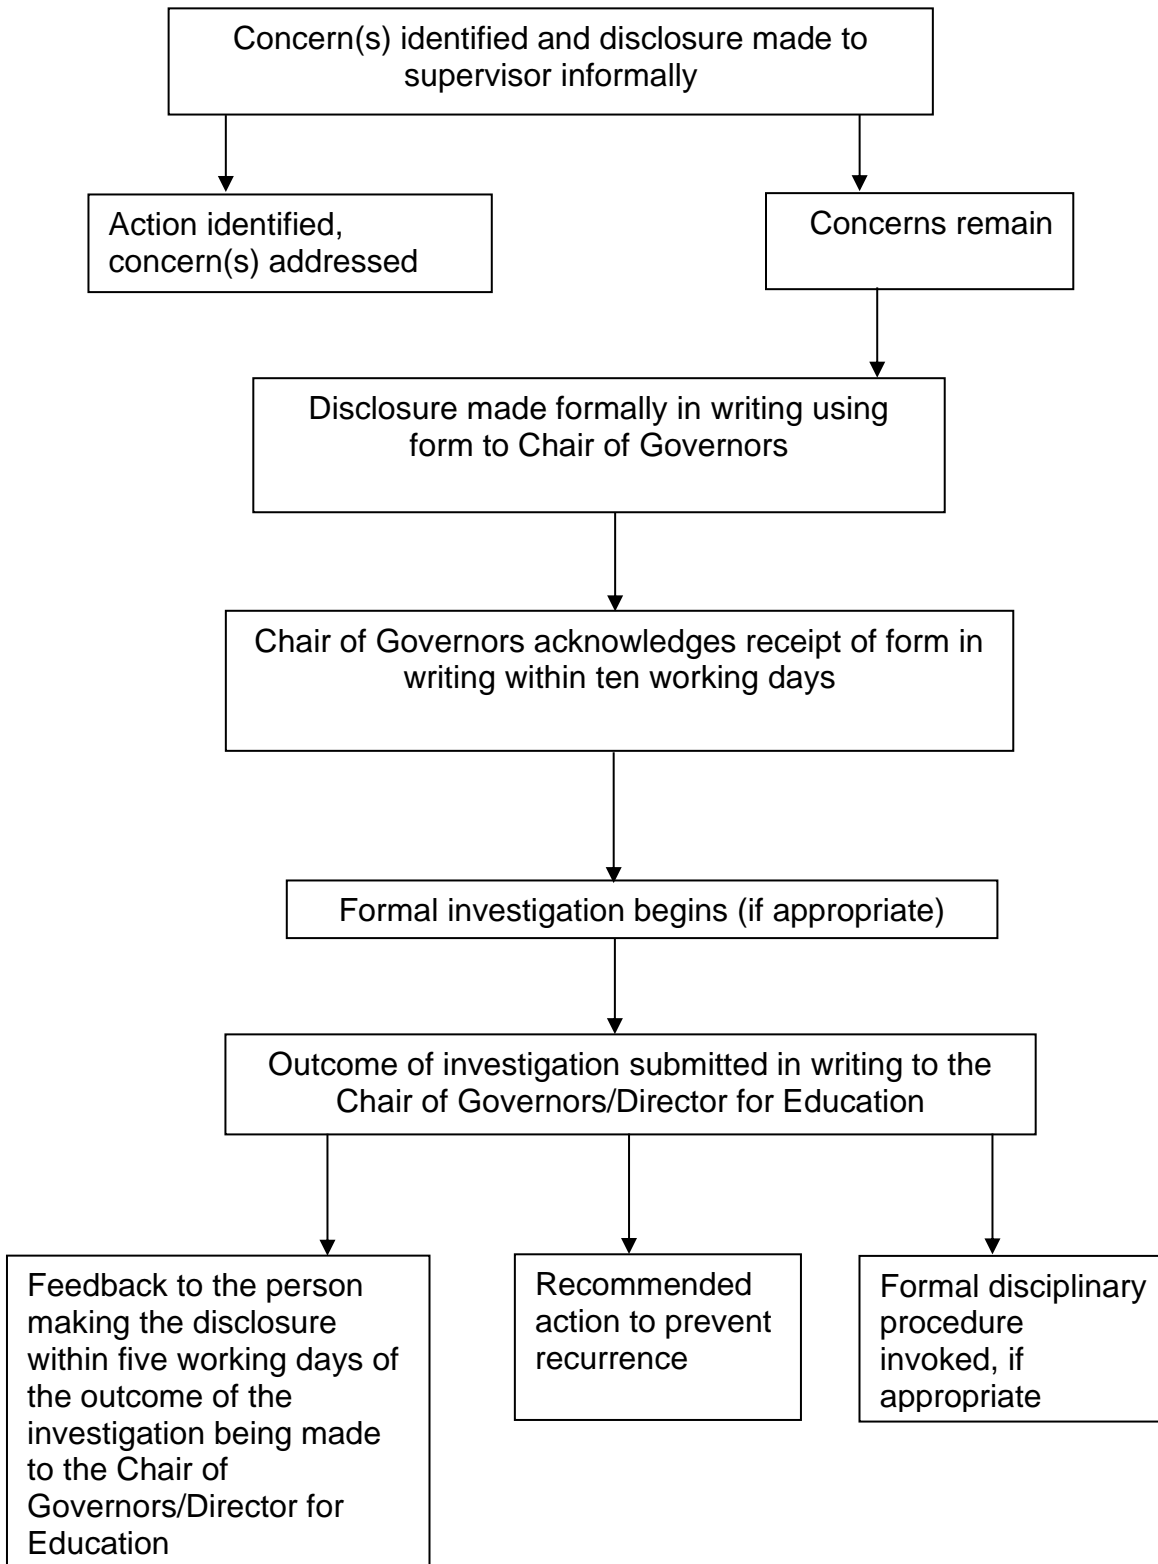 Concern(s) identified and disclosure made to
supervisor informally
Action identified,
concern(s) addressed
Concerns remain
Disclosure made formally in writing using
form to Chair of Governors
Chair of Governors acknowledges receipt of form in
writing within ten working days
Formal investigation begins (if appropriate)
Outcome of investigation submitted in writing to the
Chair of Governors/Director for Education
Feedback to the person
making the disclosure
within five working days of
the outcome of the
investigation being made
to the Chair of
Governors/Director for
Education
Recommended
action to prevent
recurrence
Formal disciplinary
procedure
invoked, if
appropriate